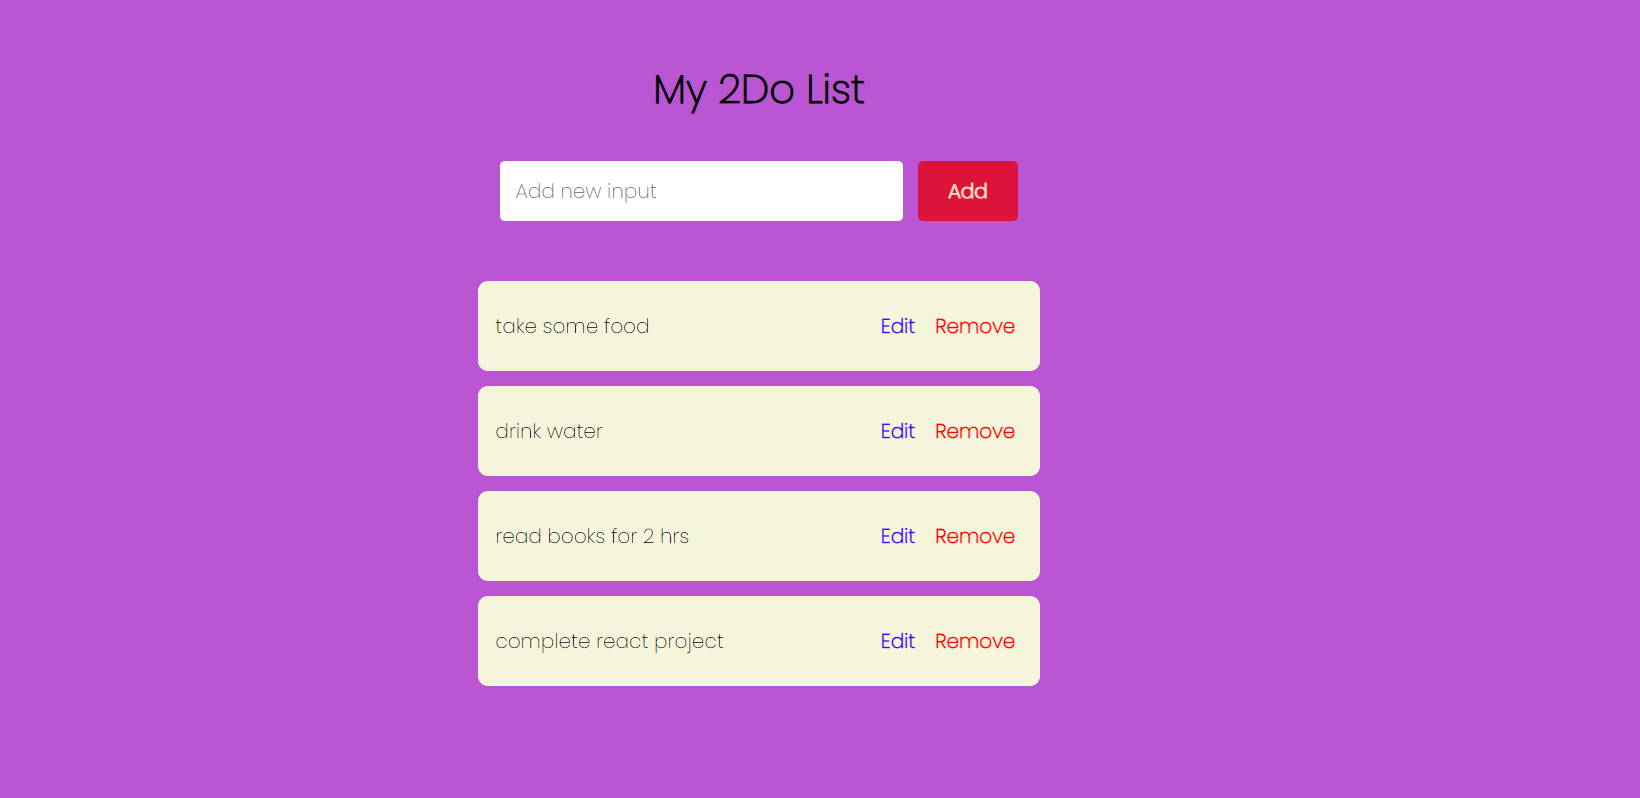 My 2Do List
Add new input Add
take some food Edit Remove
drink water Edit Remove
read books for 2 hrs Edit Remove
complete react project Edit Remove